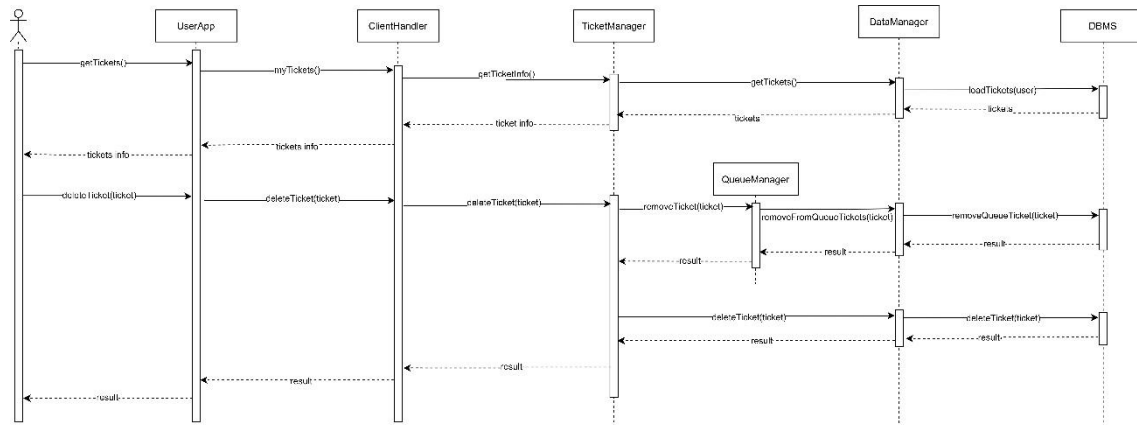 UserApp
ClientHandler
TicketManager
DataManager
DBMS
getTickets()
myTickets()
getTicketInfo()
getTickets()
loadTickets(user)
tickets
tickets
ticket info
tickets info
tickets info
QueueManager
deleteTicket(ticket)
deleteTicket(ticket)
deleteTicket(ticket)
removeTicket(ticket)
removeFromQueueTickets(ticket)
removeQueueTicket(ticket)
result
result
result
deleteTicket(ticket)
deleteTicket(ticket)
result
result
result
result
result